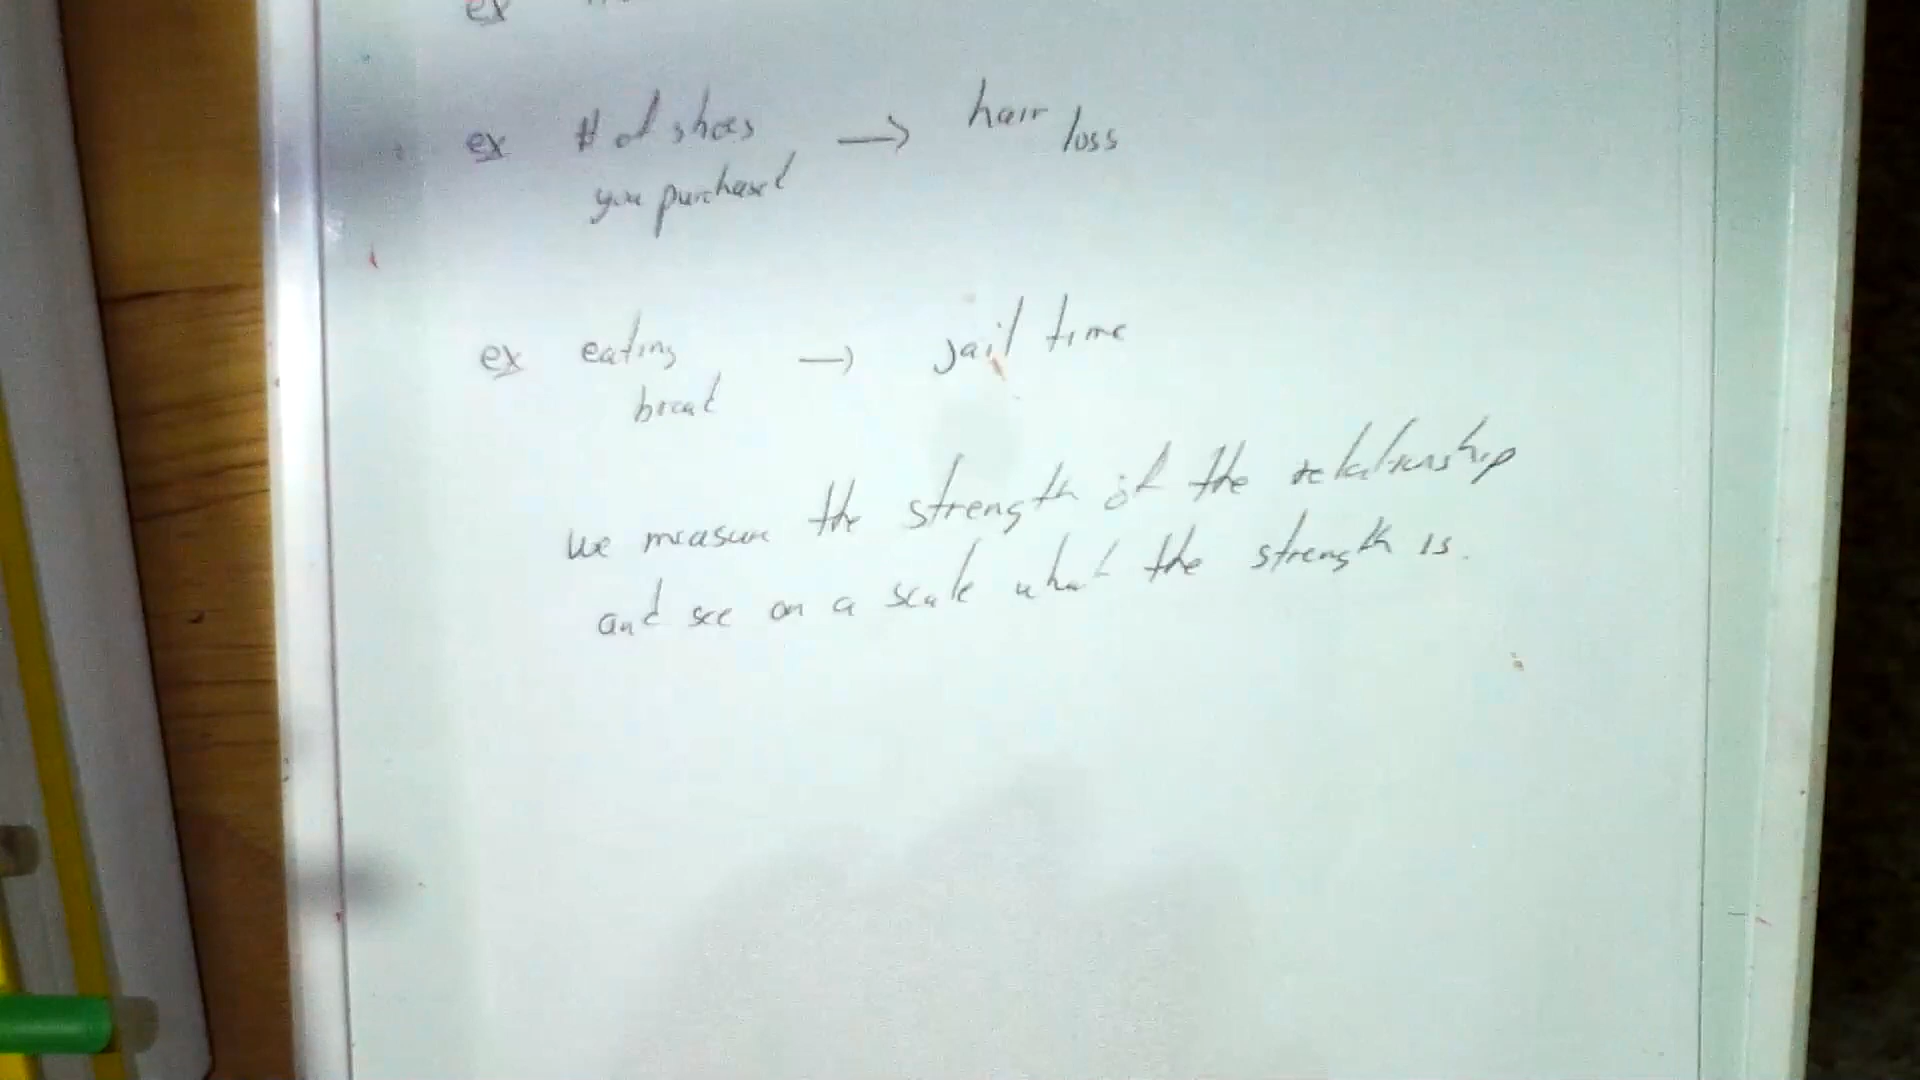 ex
ex # of shoes → hair loss
you purchased
ex eating → jail time
bread
We measure the strength of the relationship
and see on a scale what the strength is.